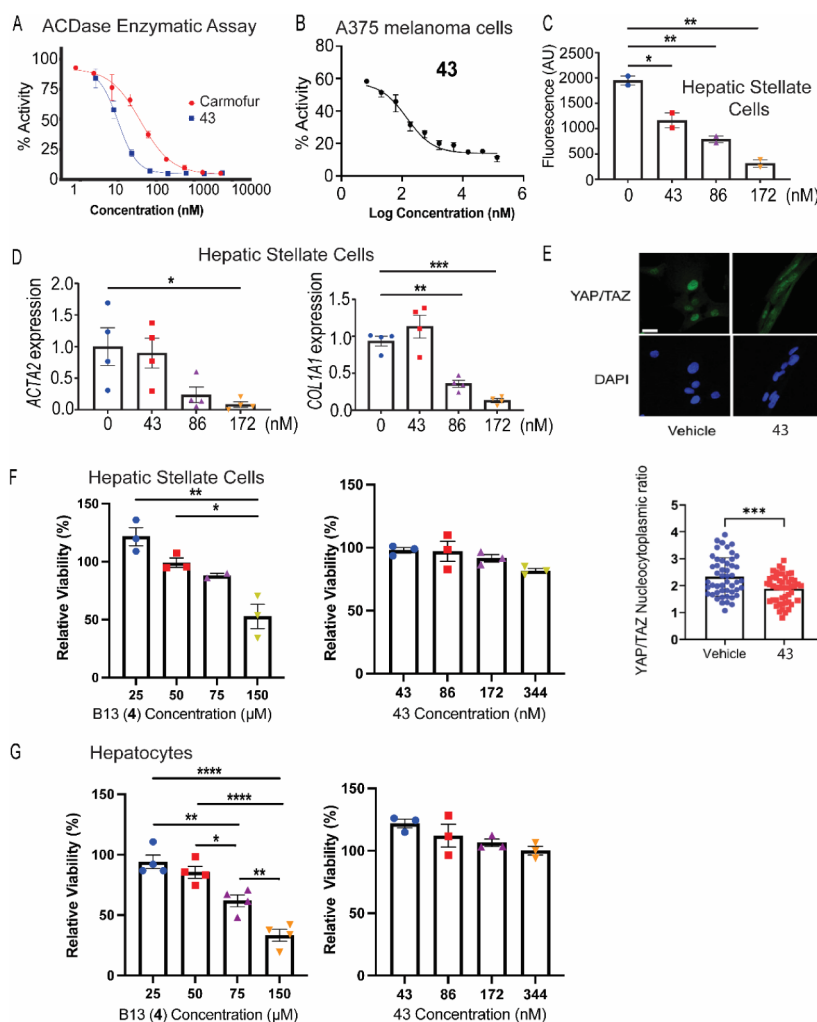 A
ACDase Enzymatic Assay
% Activity
100
75
50
25
0
Carmofur
43
1
10
100
1000
10000
Concentration (nM)
B
A375 melanoma cells
43
% Activity
80
60
40
20
0
0
2
4
6
Log Concentration (nM)
C
**
**
*
Hepatic Stellate
Cells
Fluorescence (AU)
2000
1500
1000
500
0
0
43
86
172
(nM)
D
Hepatic Stellate Cells
*
ACTA2 expression
2.0
1.5
1.0
0.5
0.0
0
43
86
172
***
**
COL1A1 expression
1.5
1.0
0.5
0.0
0
43
86
172
(nM)
E
YAP/TAZ
DAPI
Vehicle
43
***
YAP/TAZ Nucleocytoplasmic ratio
5
4
3
2
1
0
Vehicle
43
F
Hepatic Stellate Cells
**
*
Relative Viability (%)
150
100
50
0
25
50
75
150
B13 (4) Concentration (µM)
Relative Viability (%)
150
100
50
0
43
86
172
344
43 Concentration (nM)
G
Hepatocytes
****
****
**
*
**
Relative Viability (%)
150
100
50
0
25
50
75
150
B13 (4) Concentration (µM)
Relative Viability (%)
150
100
50
0
43
86
172
344
43 Concentration (nM)